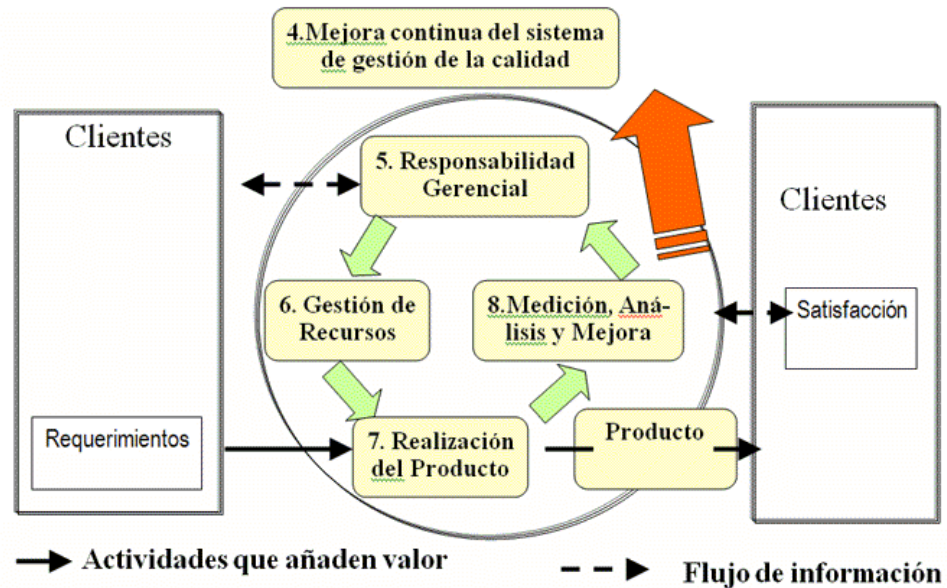 4.Mejora continua del sistema
de gestión de la calidad
Clientes
5. Responsabilidad
Gerencial
Clientes
6. Gestión de
Recursos
8.Medición, Aná-
lisis y Mejora
Satisfacción
Requerimientos
7. Realización
del Producto
Producto
Actividades que añaden valor
Flujo de información